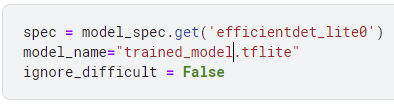 spec = model_spec.get('efficientdet_lite0')
model_name="trained_model.tflite"
ignore_difficult = False